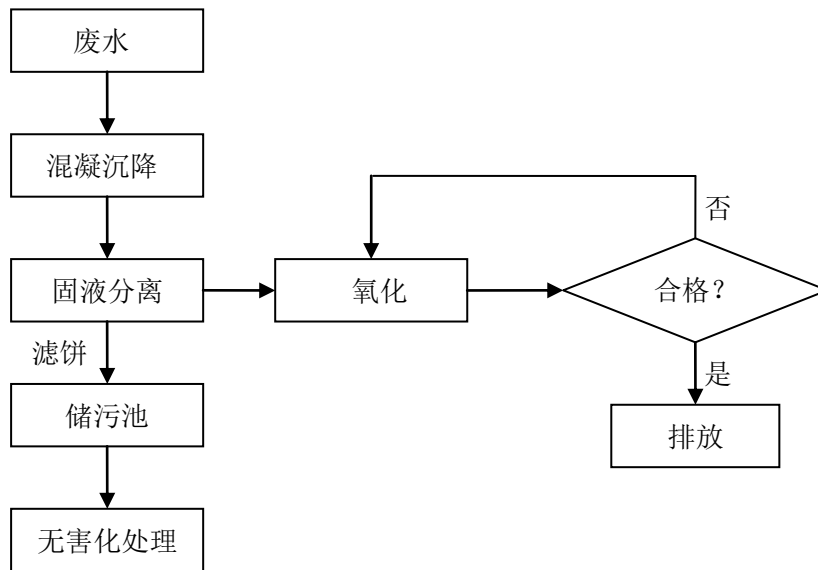 废水
混凝沉降
否
固液分离
氧化
合格？
滤饼
是
储污池
排放
无害化处理